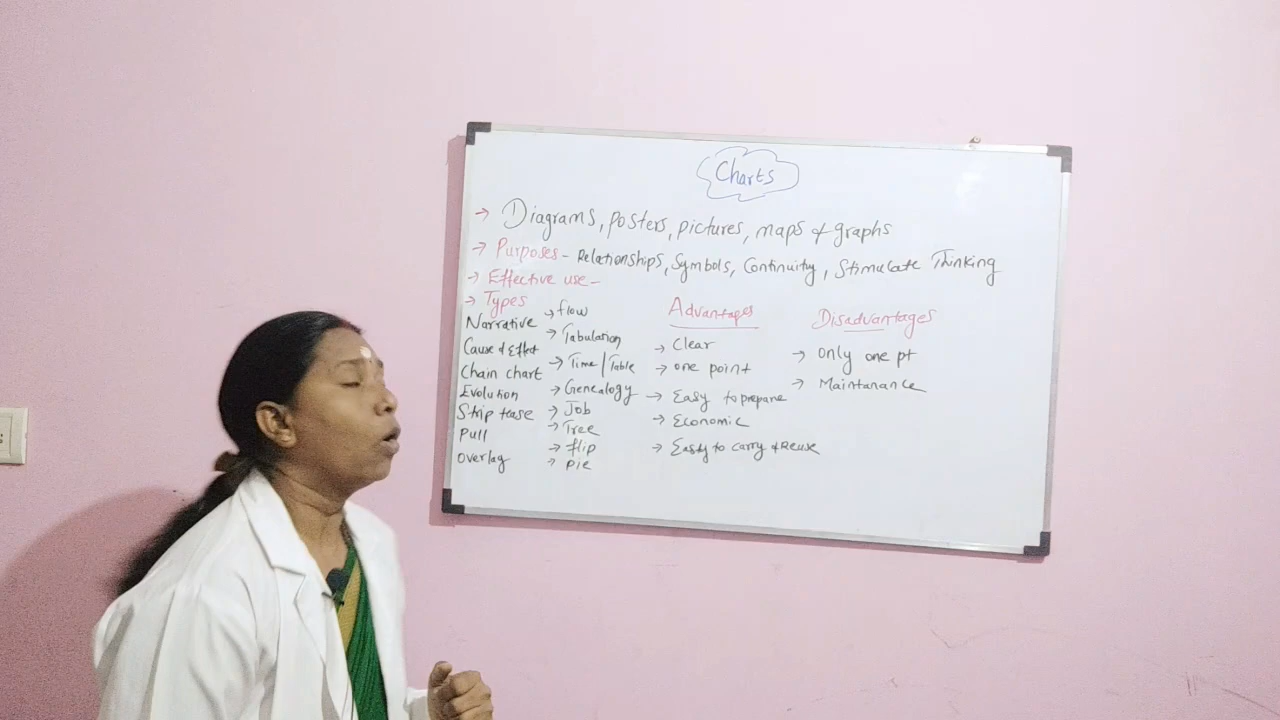 Charts
→ Diagrams, posters, pictures, maps & graphs
→ Purposes - Relationships, Symbols, Continuity, Stimulate Thinking
→ Effective use -
→ Types
Narrative
Cause & Effect
Chain chart
Evolution
Strip tease
Pull
Overlag
→ flow
→ Tabulation
→ Time / Table
→ Genealogy
→ Job
→ Tree
→ flip
→ pie
Advantages
→ Clear
→ one point
→ Easy to prepare
→ Economic
→ Easdy to carry & Reuse
Disadvantages
→ Only one pt
→ Maintanance